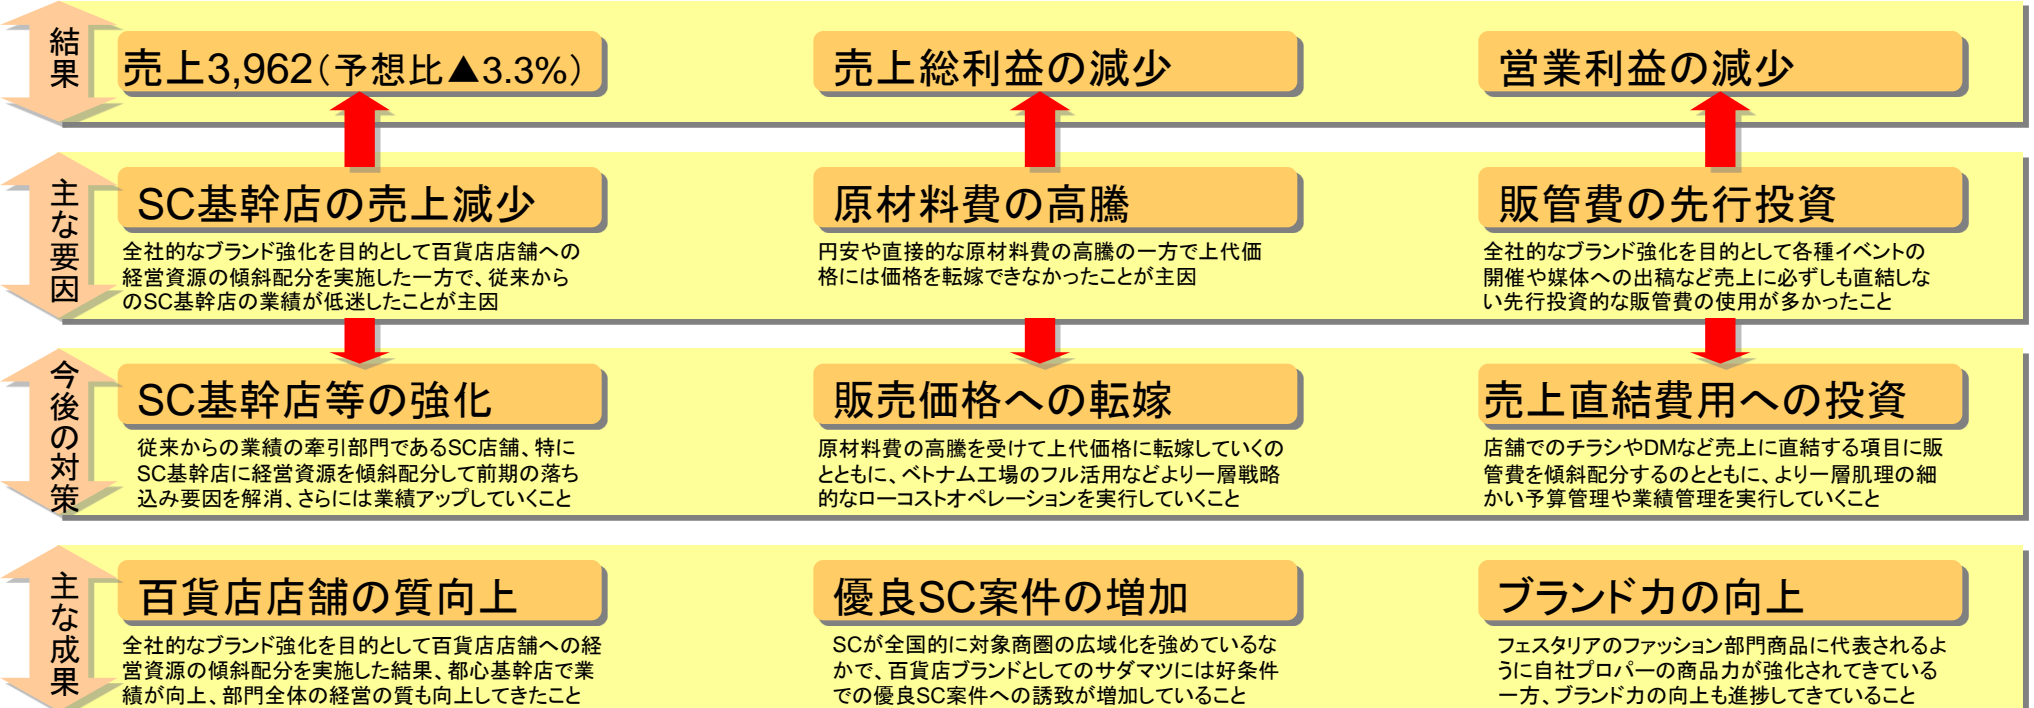 結果
売上3,962（予想比▲3.3%）
売上総利益の減少
営業利益の減少
主な要因
SC基幹店の売上減少
全社的なブランド強化を目的として百貨店店舗への
経営資源の傾斜配分を実施した一方で、従来から
のSC基幹店の業績が低迷したことが主因
原材料費の高騰
円安や直接的な原材料費の高騰の一方で上代価
格には価格を転嫁できなかったことが主因
販管費の先行投資
全社的なブランド強化を目的として各種イベントの
開催や媒体への出稿など売上に必ずしも直結しな
い先行投資的な販管費の使用が多かったこと
今後の対策
SC基幹店等の強化
従来からの業績の牽引部門であるSC店舗、特に
SC基幹店に経営資源を傾斜配分して前期の落ち
込み要因を解消、さらには業績アップしていくこと
販売価格への転嫁
原材料費の高騰を受けて上代価格に転嫁していくの
とともに、ベトナム工場のフル活用などより一層戦略
的なローコストオペレーションを実行していくこと
売上直結費用への投資
店舗でのチラシやDMなど売上に直結する項目に販
管費を傾斜配分するのとともに、より一層肌理の細
かい予算管理や業績管理を実行していくこと
主な成果
百貨店店舗の質向上
全社的なブランド強化を目的として百貨店店舗への経
営資源の傾斜配分を実施した結果、都心基幹店で業
績が向上、部門全体の経営の質も向上してきたこと
優良SC案件の増加
SCが全国的に対象商圏の広域化を強めているな
かで、百貨店ブランドとしてのサダマツには好条件
での優良SC案件への誘致が増加していること
ブランド力の向上
フェスタリアのファッション部門商品に代表されるよ
うに自社プロパーの商品力が強化されてきている
一方、ブランド力の向上も進捗してきていること